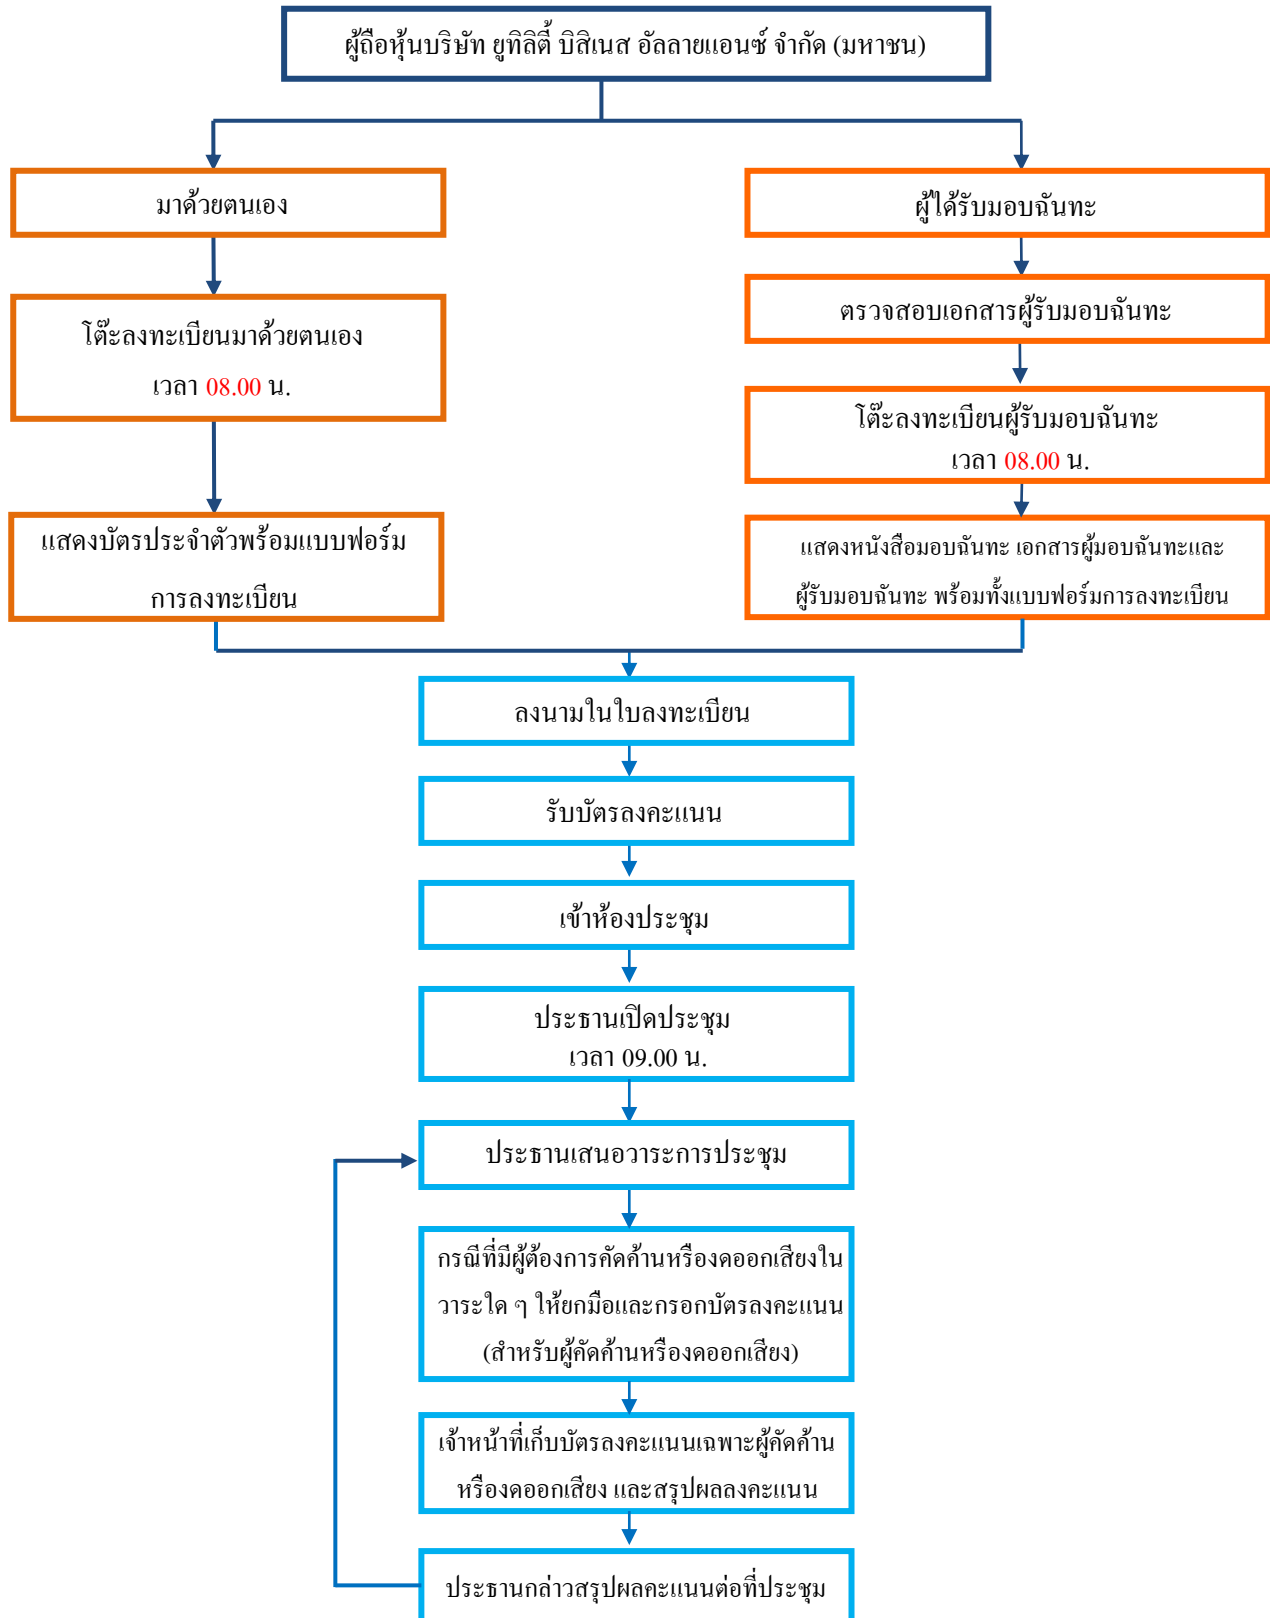 ผู้ถือหุ้นบริษัท ยูทิลิตี้ บิสิเนส อัลลายแอนซ์ จำกัด (มหาชน)
มาด้วยตนเอง
โต๊ะลงทะเบียนมาด้วยตนเอง
เวลา 08.00 น.
แสดงบัตรประจำตัวพร้อมแบบฟอร์ม
การลงทะเบียน
ผู้ได้รับมอบฉันทะ
ตรวจสอบเอกสารผู้รับมอบฉันทะ
โต๊ะลงทะเบียนผู้รับมอบฉันทะ
เวลา 08.00 น.
แสดงหนังสือมอบฉันทะ เอกสารผู้มอบฉันทะและ
ผู้รับมอบฉันทะ พร้อมทั้งแบบฟอร์มการลงทะเบียน
ลงนามในใบลงทะเบียน
รับบัตรลงคะแนน
เข้าห้องประชุม
ประธานเปิดประชุม
เวลา 09.00 น.
ประธานเสนอวาระการประชุม
กรณีที่มีผู้ต้องการคัดค้านหรืองดออกเสียงใน
วาระใด ๆ ให้ยกมือและกรอกบัตรลงคะแนน
(สำหรับผู้คัดค้านหรืองดออกเสียง)
เจ้าหน้าที่เก็บบัตรลงคะแนนเฉพาะผู้คัดค้าน
หรืองดออกเสียง และสรุปผลลงคะแนน
ประธานกล่าวสรุปผลคะแนนต่อที่ประชุม